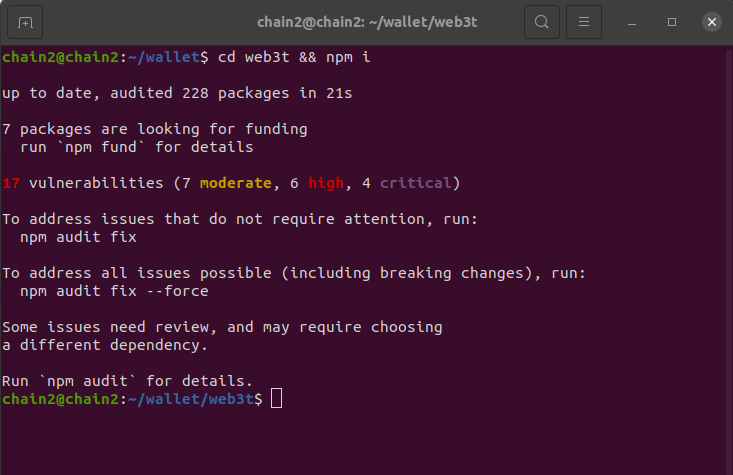 chain2@chain2: ~/wallet/web3t
chain2@chain2:~/wallet$ cd web3t && npm i
up to date, audited 228 packages in 21s
7 packages are looking for funding
  run `npm fund` for details
17 vulnerabilities (7 moderate, 6 high, 4 critical)
To address issues that do not require attention, run:
  npm audit fix
To address all issues possible (including breaking changes), run:
  npm audit fix --force
Some issues need review, and may require choosing
a different dependency.
Run `npm audit` for details.
chain2@chain2:~/wallet/web3t$